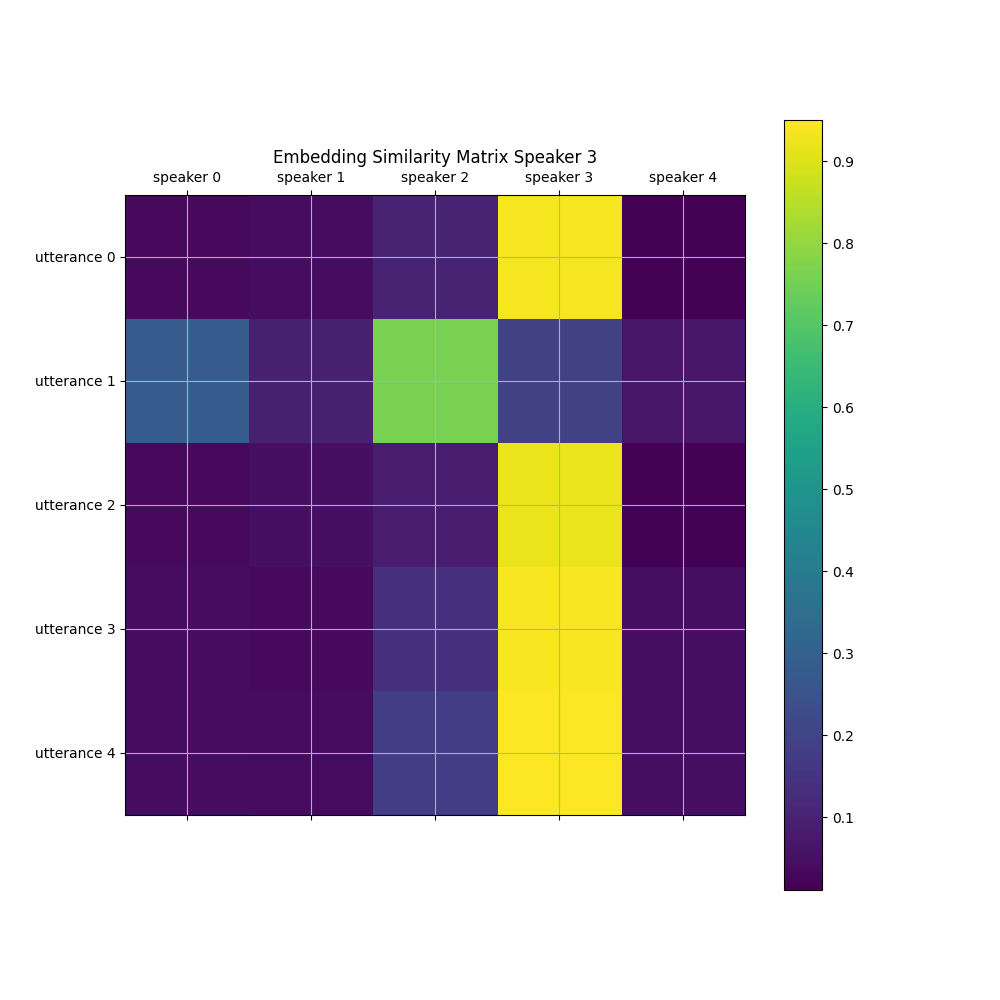 Embedding Similarity Matrix Speaker 3
speaker 0 speaker 1 speaker 2 speaker 3 speaker 4
utterance 0
utterance 1
utterance 2
utterance 3
utterance 4
0.9
0.8
0.7
0.6
0.5
0.4
0.3
0.2
0.1